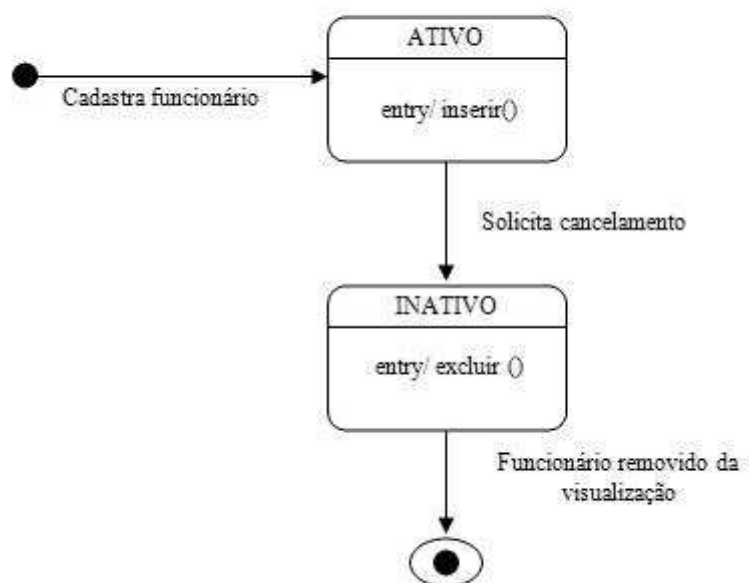 ATIVO
Cadastra funcionário
entry/ inserir()
Solicita cancelamento
INATIVO
entry/ excluir ()
Funcionário removido da
visualização